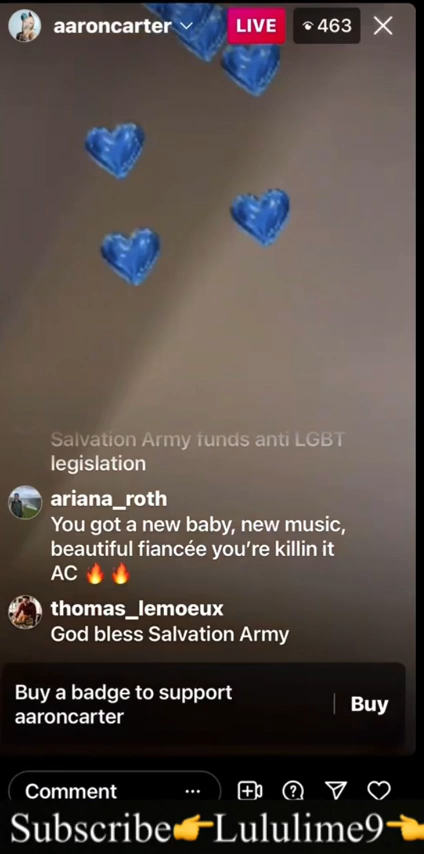 aaroncarter LIVE 463
Salvation Army funds anti LGBT
legislation
ariana_roth
You got a new baby, new music,
beautiful fiancée you're killin it
AC 🔥🔥
thomas_lemoeux
God bless Salvation Army
Buy a badge to support
aaroncarter
Buy
Comment
Subscribe👉Lululime9👈